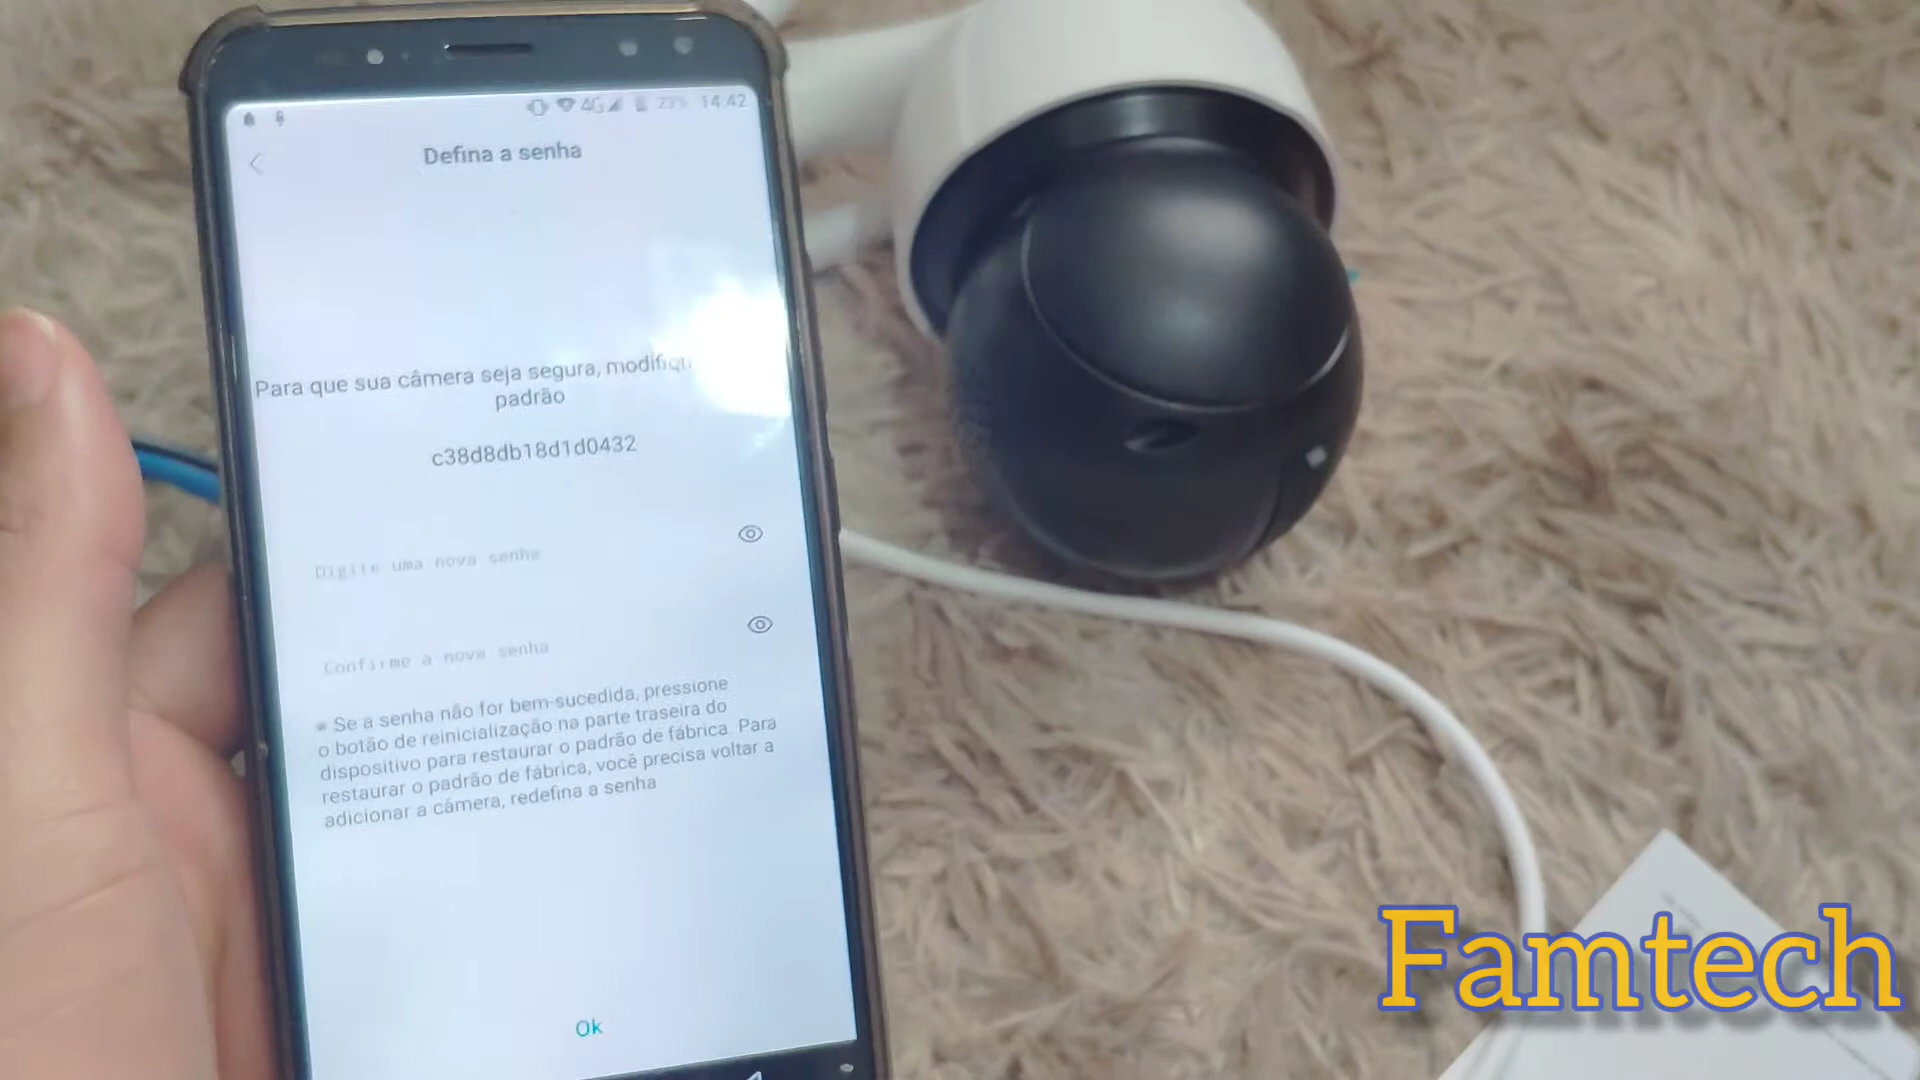 4G 23% 14:42
Defina a senha
Para que sua câmera seja segura, modifiqu
padrão
c38d8db18d1d0432
Digite uma nova senha
Confirme a nova senha
Se a senha não for bem-sucedida, pressione
o botão de reinicialização na parte traseira do
dispositivo para restaurar o padrão de fábrica. Para
restaurar o padrão de fábrica, você precisa voltar a
adicionar a câmera, redefina a senha
Ok
Famtech